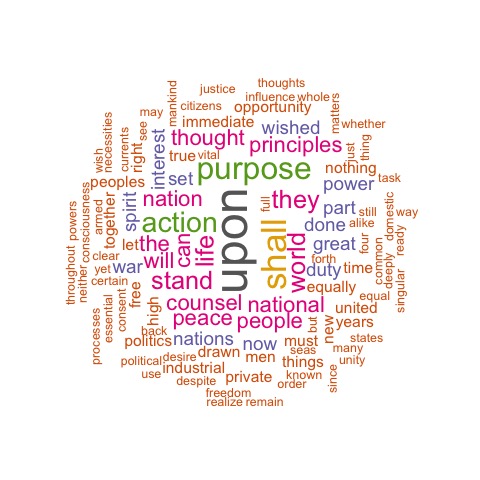 thoughts
justice
influence whole
mankind
citizens
opportunity
may
matters
immediate
wished
whether
see
thought
principles
just
thing
necessities
currents
right
interest
true
vital
purpose
nothing
wish
peoples
set
power
task
consciousness
armed
together
spirit
nation
full
they
part
still
domestic
way
powers
action
upon
shall
done
alike
let
the
can
life
world
great
four
ready
clear
will
forth
common
deeply
throughout
neither
yet
war
stand
duty
time
certain
equally
equal
singular
essential
consent
free
high
counsel
national
united
processes
peace
people
but
new
years
back
politics
nations
now
must
states
seas
many
political
desire
drawn
men
things
unity
use
industrial
private
known
since
despite
order
freedom
realize
remain